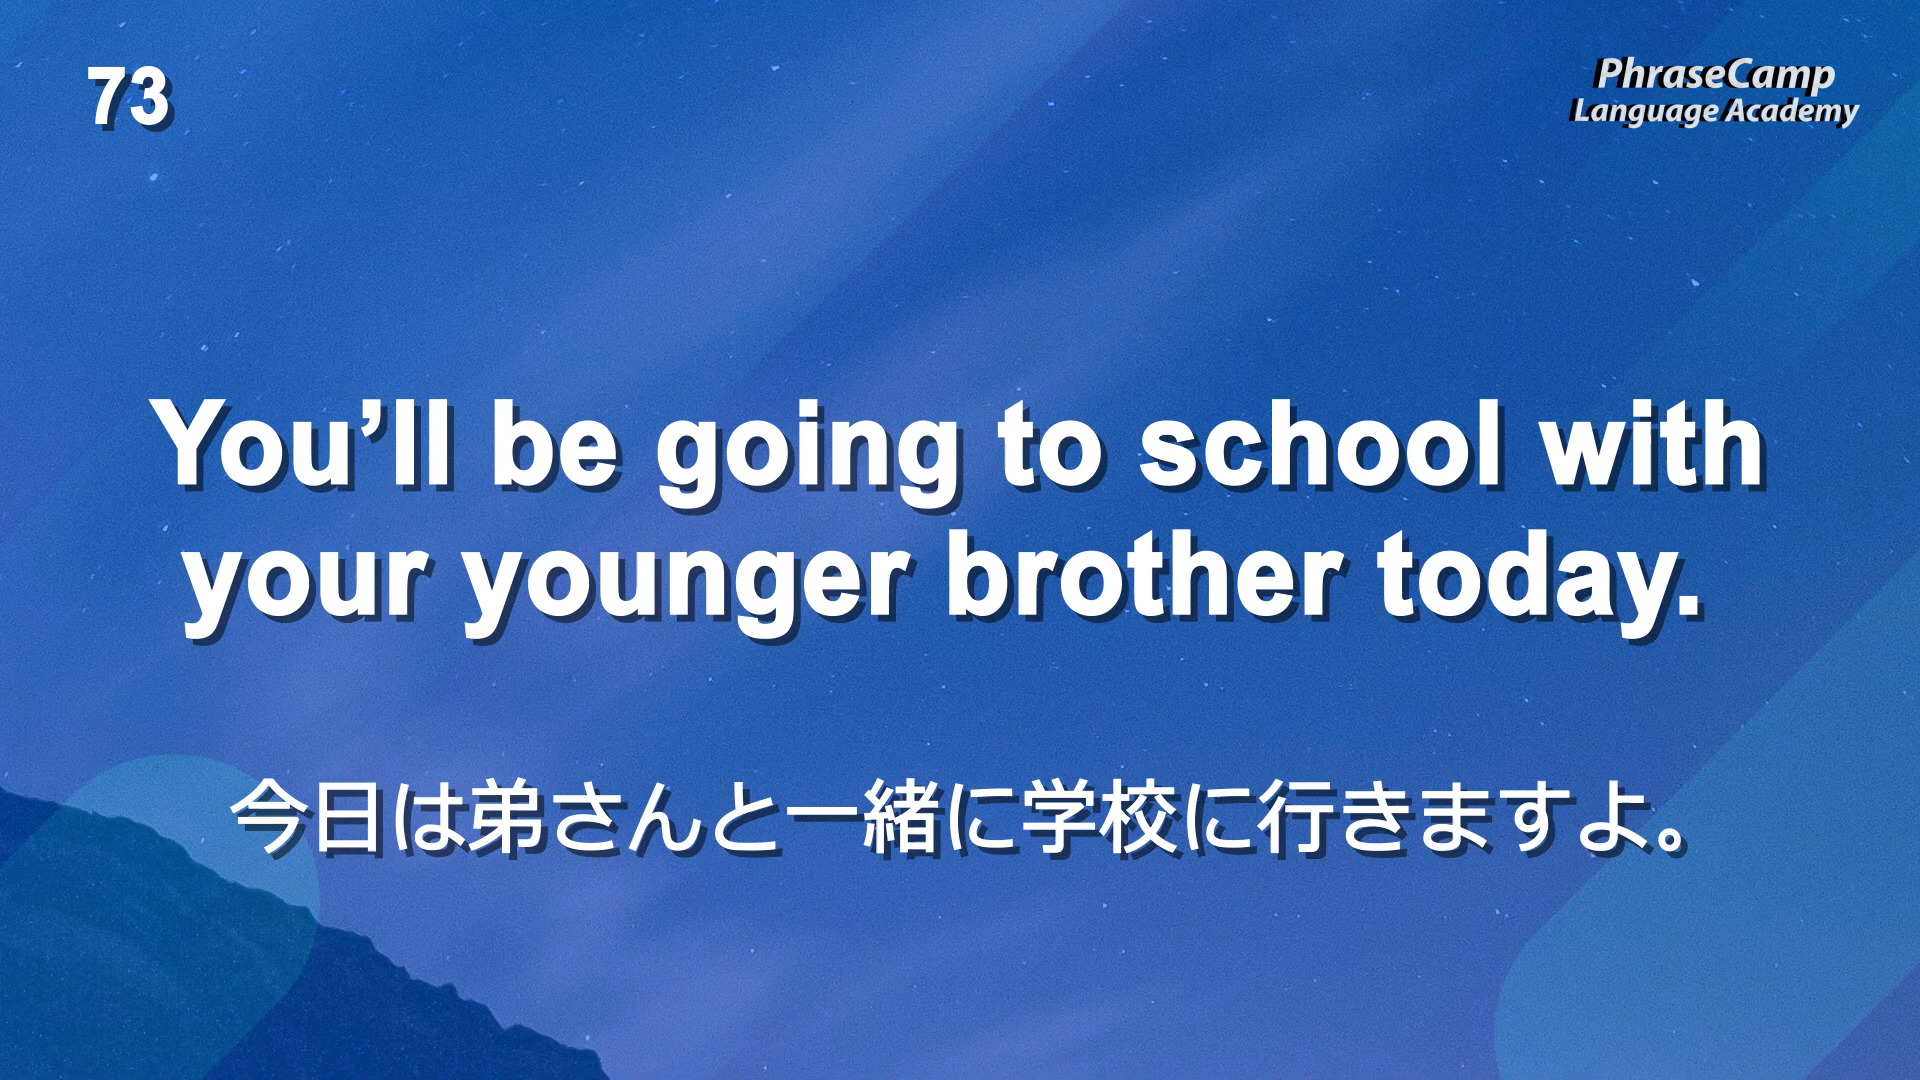 73
PhraseCamp
Language Academy
You’ll be going to school with
your younger brother today.
今日は弟さんと一緒に学校に行きますよ。